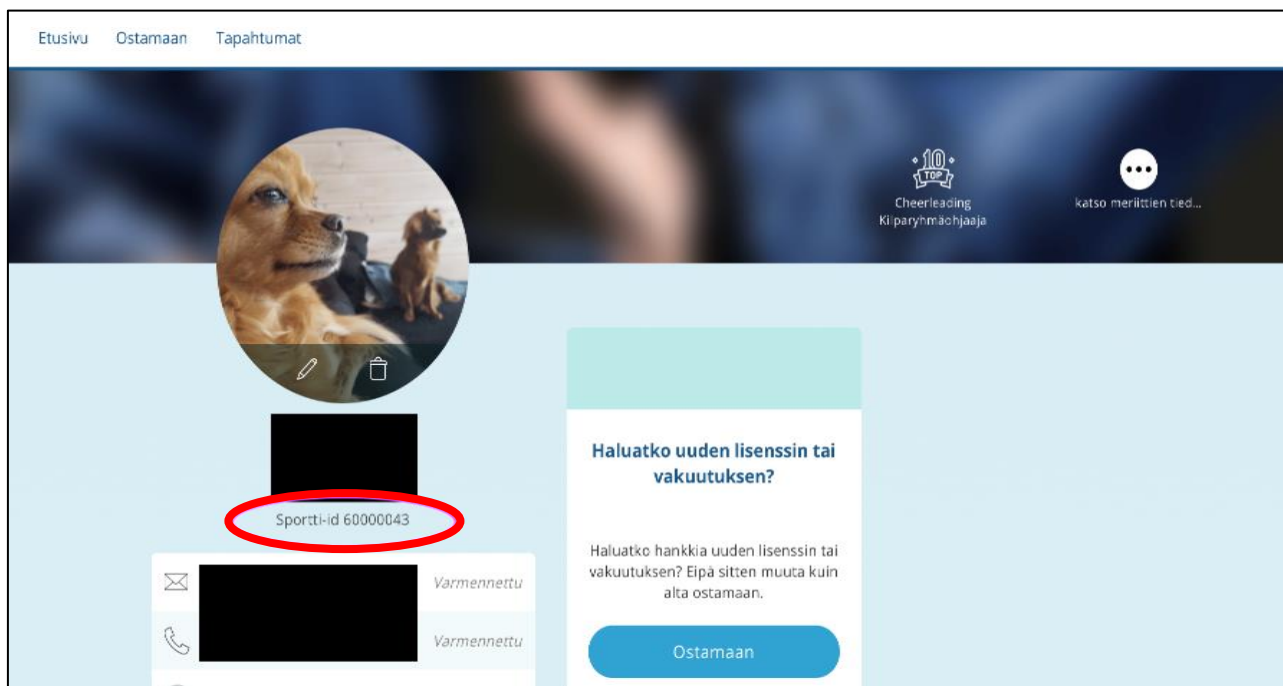 Etusivu Ostamaan Tapahtumat
10
TOP
Cheerleading
Kilparyhmäohjaaja
katso meriittien tied...
Sportti-id 60000043
Varmennettu
Varmennettu
Haluatko uuden lisenssin tai
vakuutuksen?
Haluatko hankkia uuden lisenssin tai
vakuutuksen? Eipä sitten muuta kuin
alta ostamaan.
Ostamaan